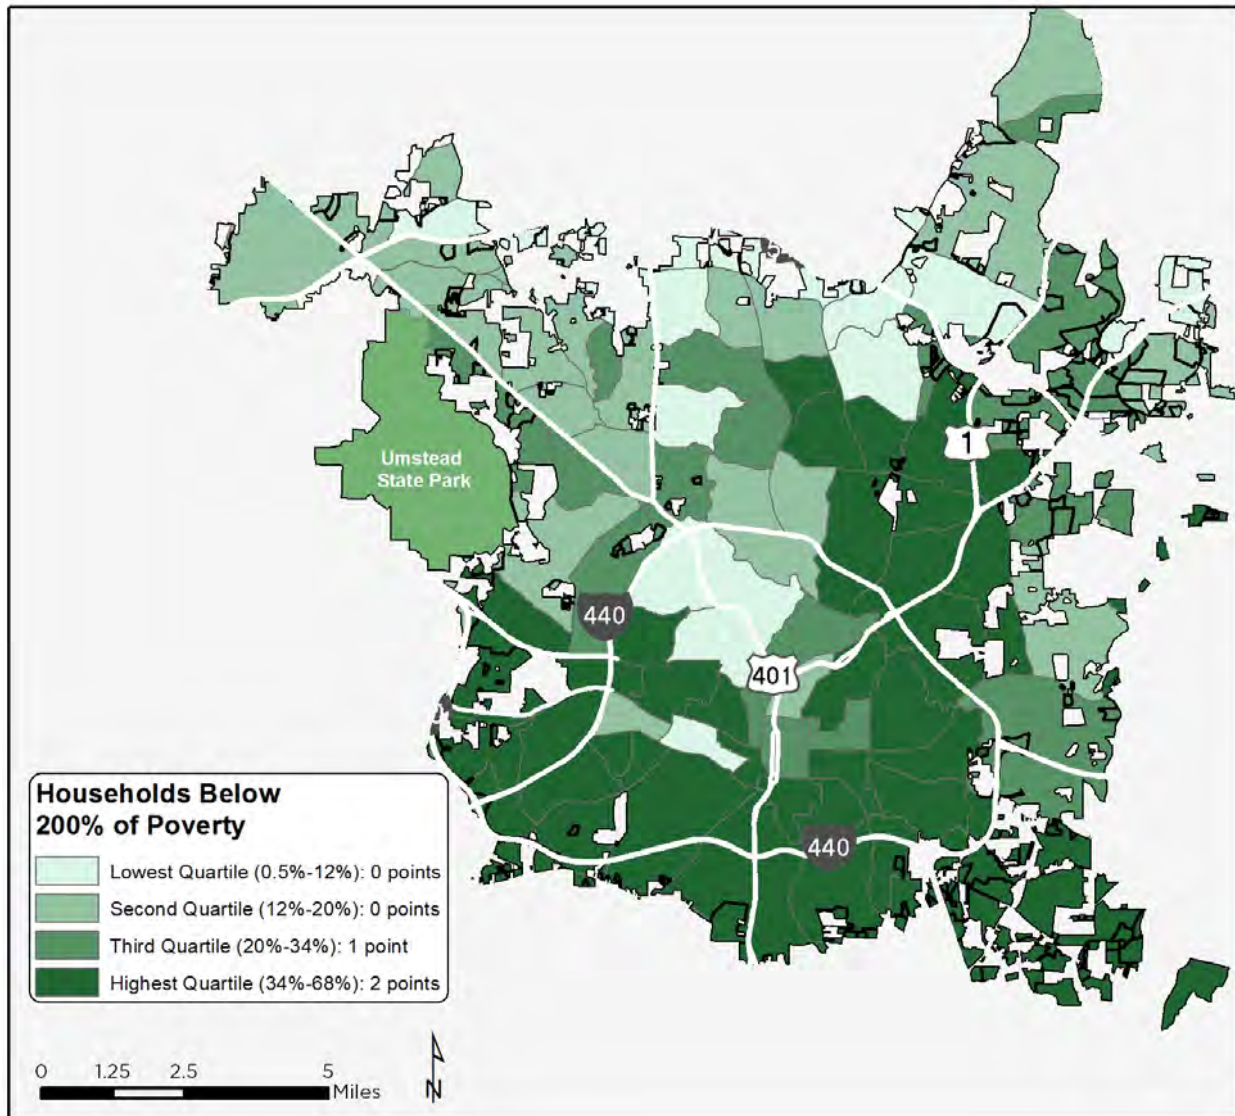 Umstead
State Park
1
440
401
440
Households Below
200% of Poverty
Lowest Quartile (0.5%-12%): 0 points
Second Quartile (12%-20%): 0 points
Third Quartile (20%-34%): 1 point
Highest Quartile (34%-68%): 2 points
0 1.25 2.5 5
Miles
N